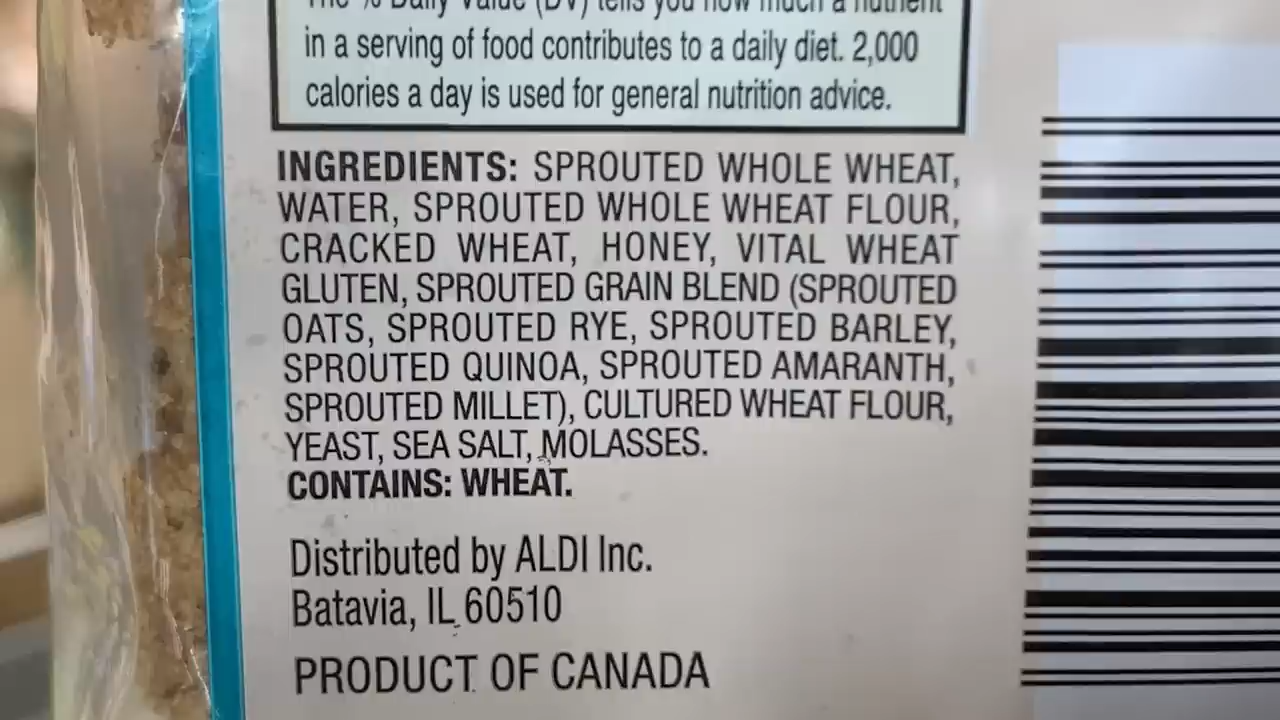 The % Daily Value (DV) tells you how much a nutrient
in a serving of food contributes to a daily diet. 2,000
calories a day is used for general nutrition advice.
INGREDIENTS: SPROUTED WHOLE WHEAT,
WATER, SPROUTED WHOLE WHEAT FLOUR,
CRACKED WHEAT, HONEY, VITAL WHEAT
GLUTEN, SPROUTED GRAIN BLEND (SPROUTED
OATS, SPROUTED RYE, SPROUTED BARLEY,
SPROUTED QUINOA, SPROUTED AMARANTH,
SPROUTED MILLET), CULTURED WHEAT FLOUR,
YEAST, SEA SALT, MOLASSES.
CONTAINS: WHEAT.
Distributed by ALDI Inc.
Batavia, IL 60510
PRODUCT OF CANADA